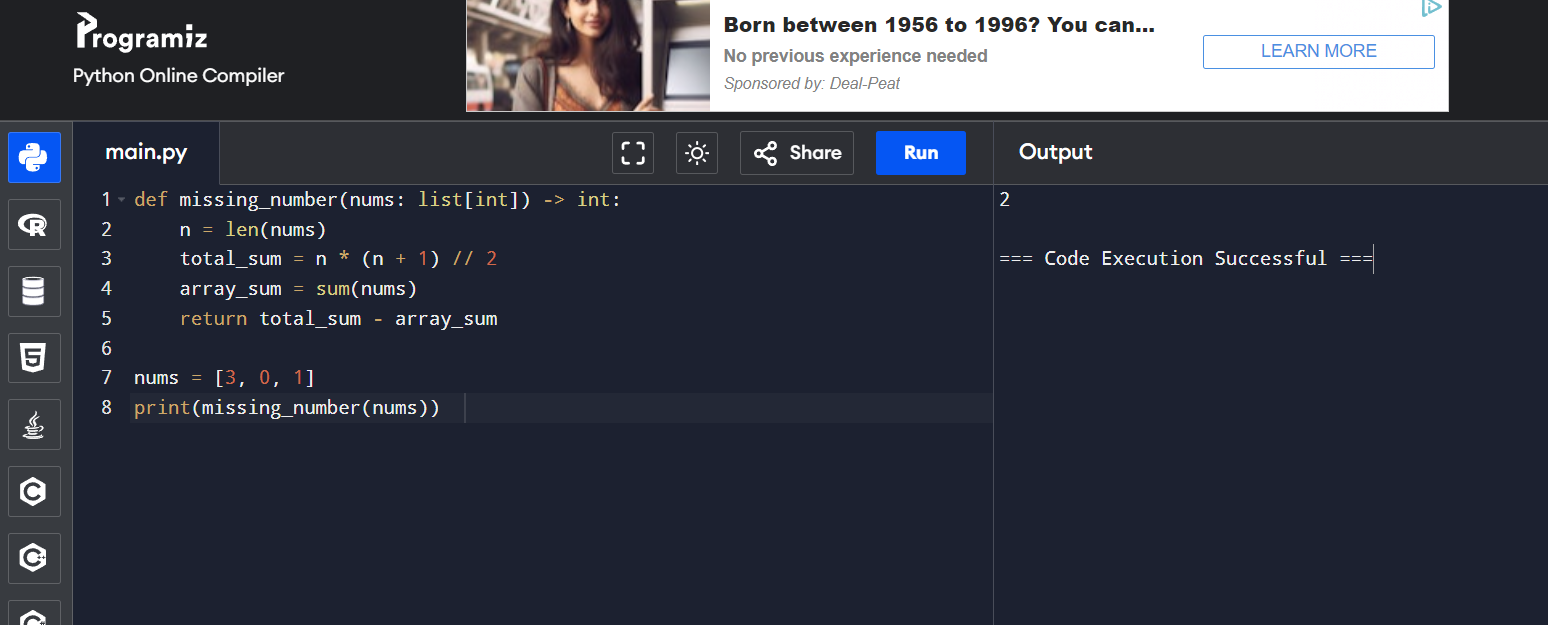 Programiz
Python Online Compiler
Born between 1956 to 1996? You can...
No previous experience needed
Sponsored by: Deal-Peat
LEARN MORE
main.py
Share
Run
Output
1 def missing_number(nums: list[int]) -> int:
2     n = len(nums)
3     total_sum = n * (n + 1) // 2
4     array_sum = sum(nums)
5     return total_sum - array_sum
6
7 nums = [3, 0, 1]
8 print(missing_number(nums))
2
=== Code Execution Successful ===
R
5
C
C++